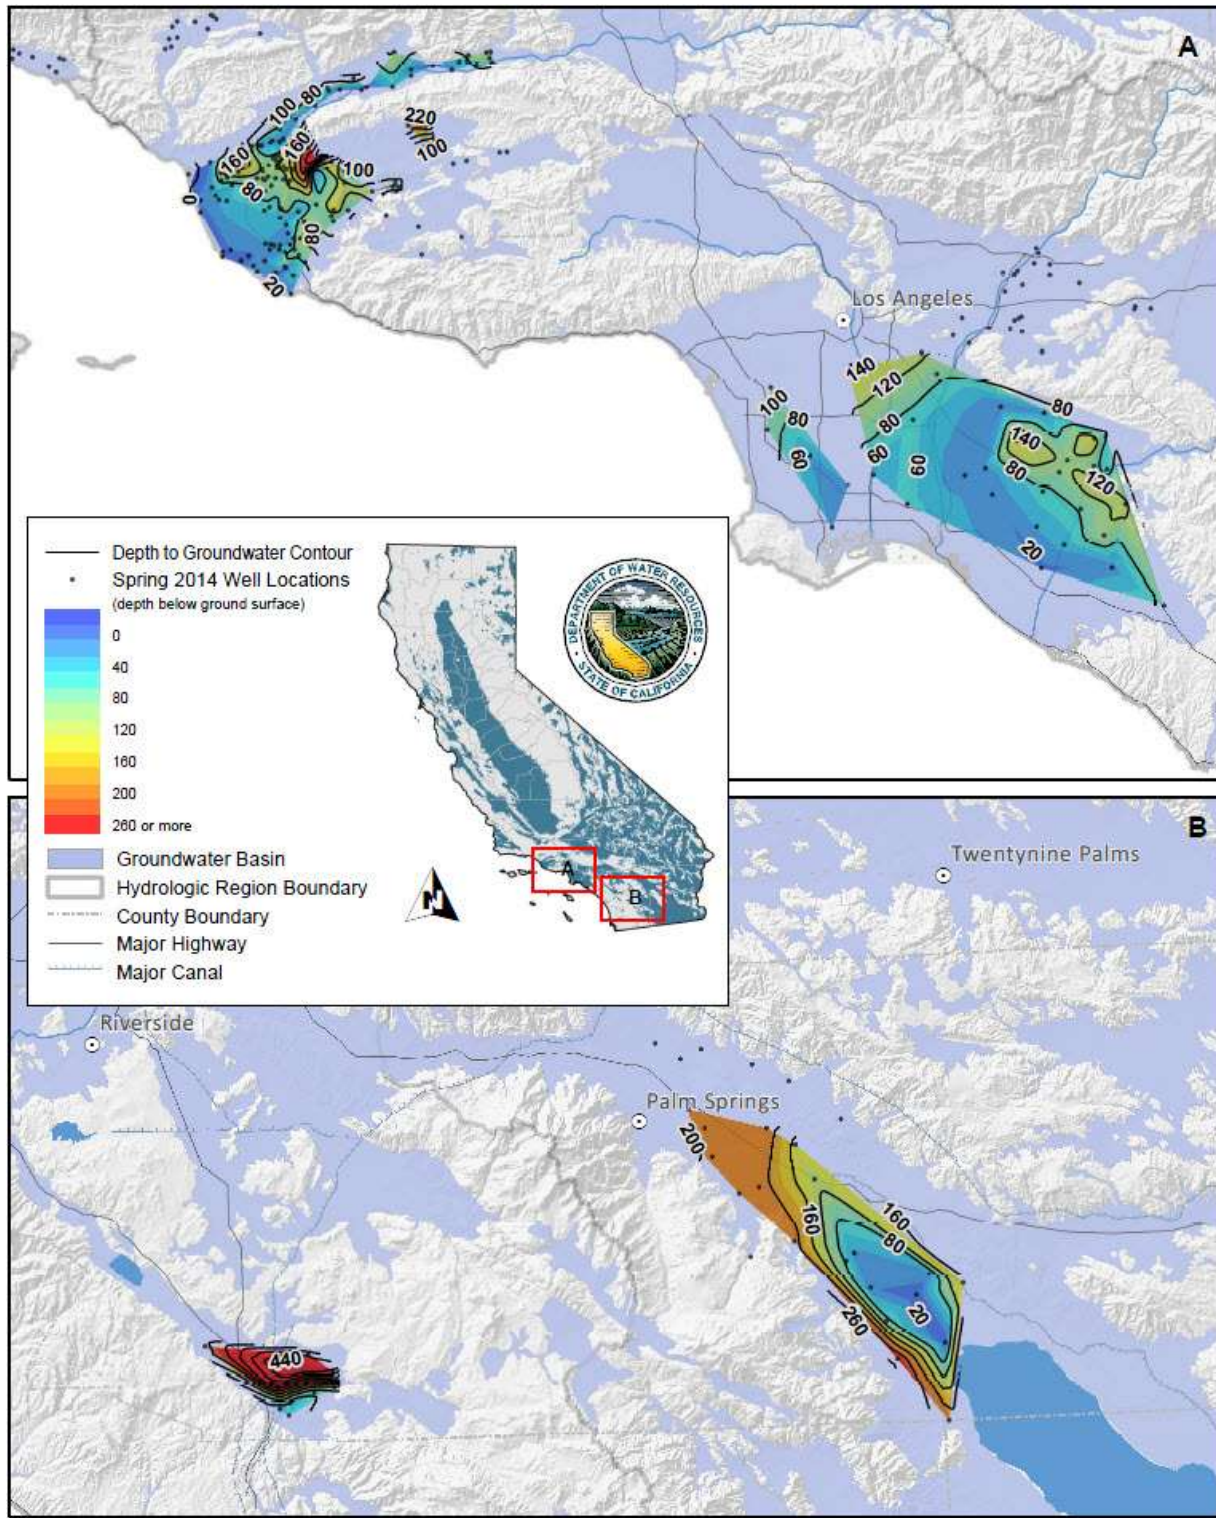 A
220
100
80
160
100
160
100
80
0
80
20
Los Angeles
140
120
100
80
80
80
60
60
60
140
80
120
20
Depth to Groundwater Contour
Spring 2014 Well Locations
(depth below ground surface)
0
40
80
120
160
200
260 or more
Groundwater Basin
Hydrologic Region Boundary
County Boundary
Major Highway
Major Canal
DEPARTMENT OF WATER RESOURCES
STATE OF CALIFORNIA
N
A
B
B
Twentynine Palms
Riverside
Palm Springs
200
160
160
80
20
260
440